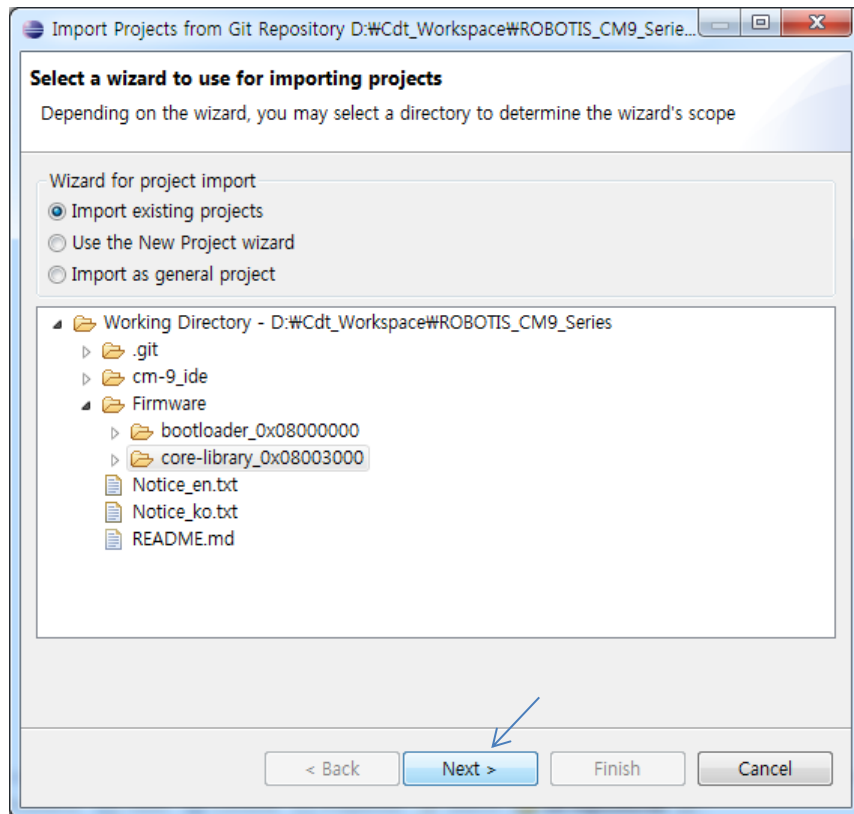 Import Projects from Git Repository D:₩Cdt_Workspace₩ROBOTIS_CM9_Serie...
Select a wizard to use for importing projects
Depending on the wizard, you may select a directory to determine the wizard's scope
Wizard for project import
Import existing projects
Use the New Project wizard
Import as general project
Working Directory - D:₩Cdt_Workspace₩ROBOTIS_CM9_Series
.git
cm-9_ide
Firmware
bootloader_0x08000000
core-library_0x08003000
Notice_en.txt
Notice_ko.txt
README.md
< Back Next > Finish Cancel